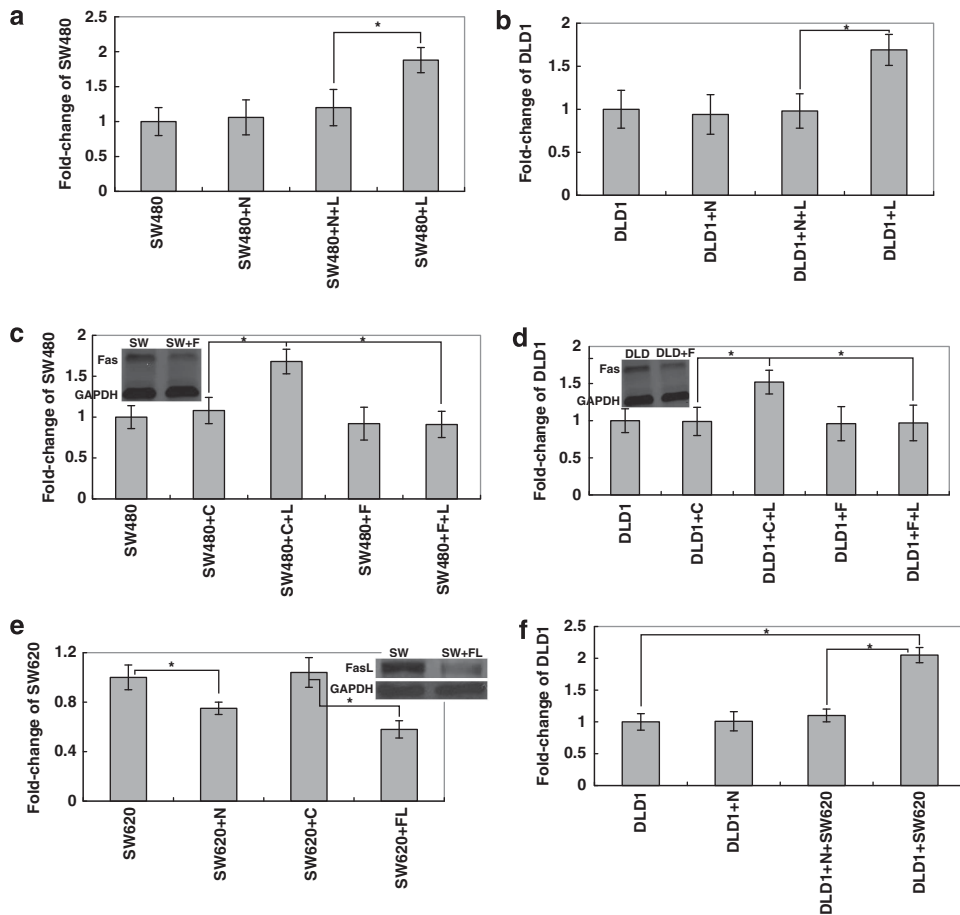 a
Fold-change of SW480
2.5
2
1.5
1
0.5
0
*
SW480
SW480+N
SW480+N+L
SW480+L
b
Fold-change of DLD1
2
1.5
1
0.5
0
*
DLD1
DLD1+N
DLD1+N+L
DLD1+L
c
Fold-change of SW480
2
1.5
1
0.5
0
SW
SW+F
Fas
GAPDH
*
*
SW480
SW480+C
SW480+C+L
SW480+F
SW480+F+L
d
Fold-change of DLD1
2
1.5
1
0.5
0
DLD
DLD+F
Fas
GAPDH
*
*
DLD1
DLD1+C
DLD1+C+L
DLD1+F
DLD1+F+L
e
Fold-change of SW620
1.2
0.8
0.4
0
*
SW
SW+FL
FasL
GAPDH
*
SW620
SW620+N
SW620+C
SW620+FL
f
Fold-change of DLD1
2.5
2
1.5
1
0.5
0
*
*
DLD1
DLD1+N
DLD1+N+SW620
DLD1+SW620